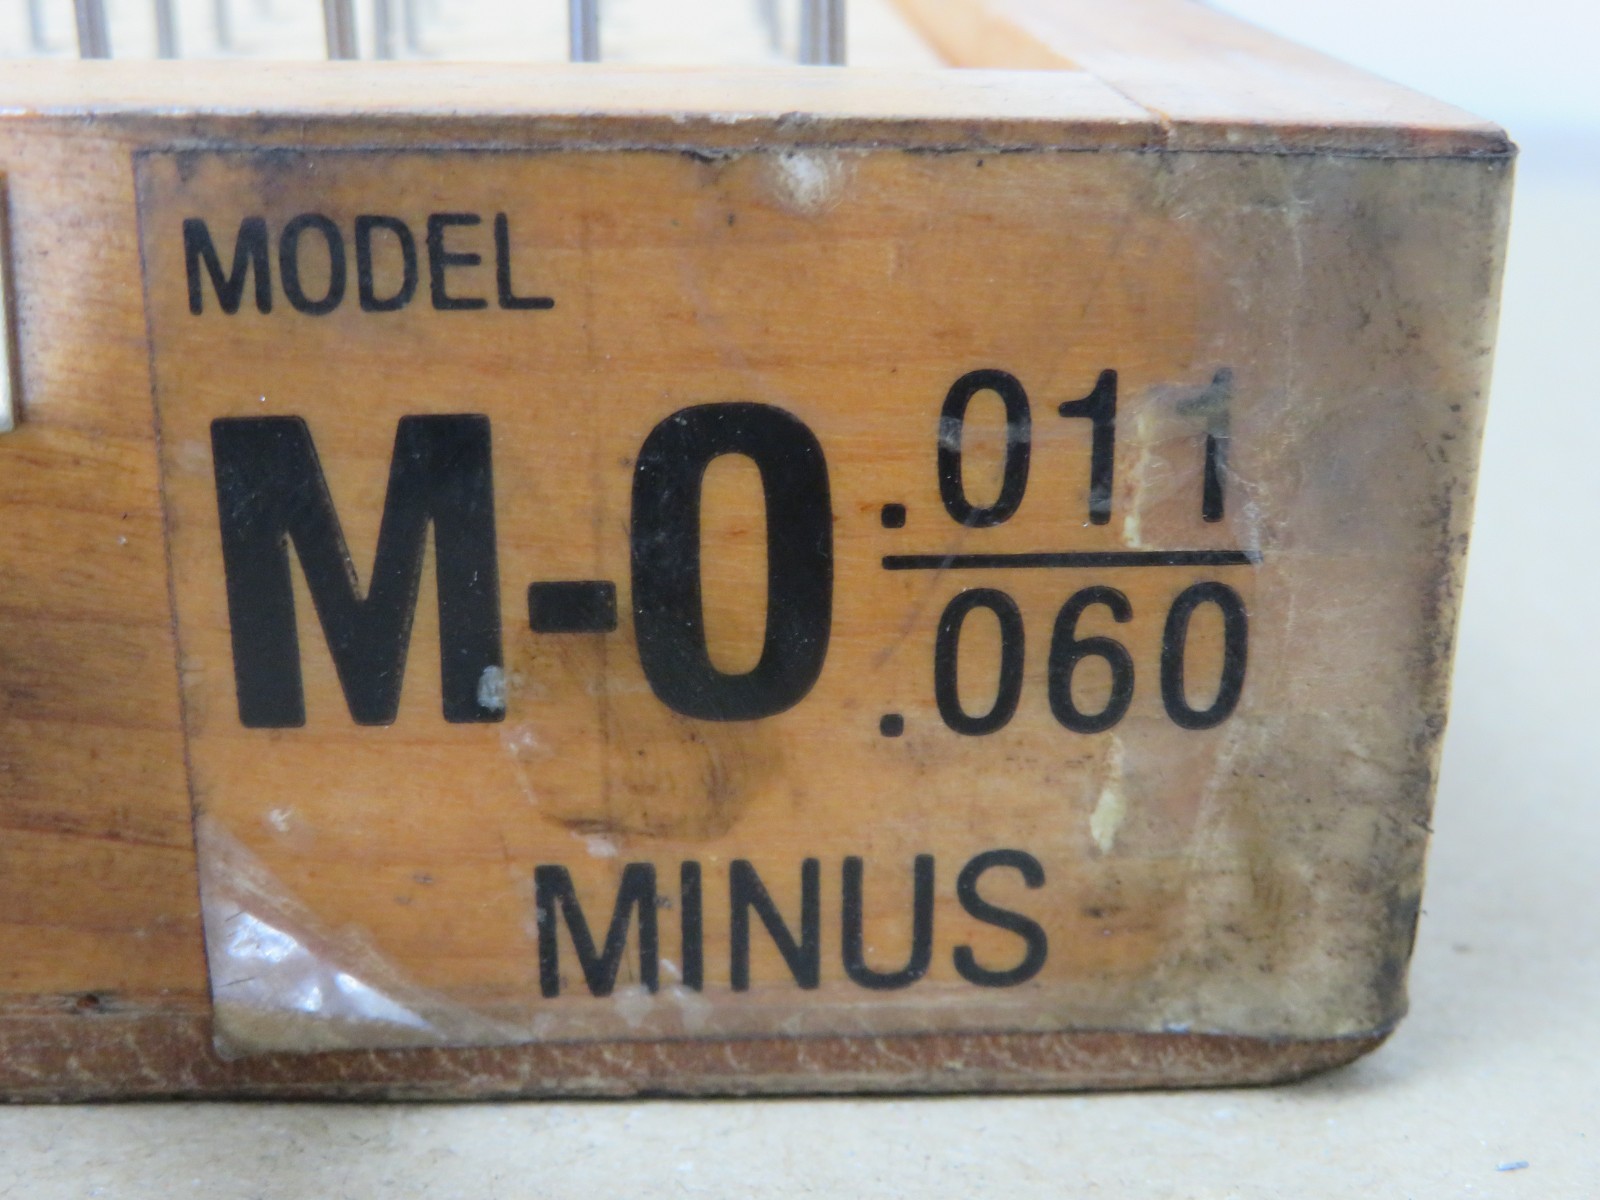 MODEL
M-0 .011
.060
MINUS